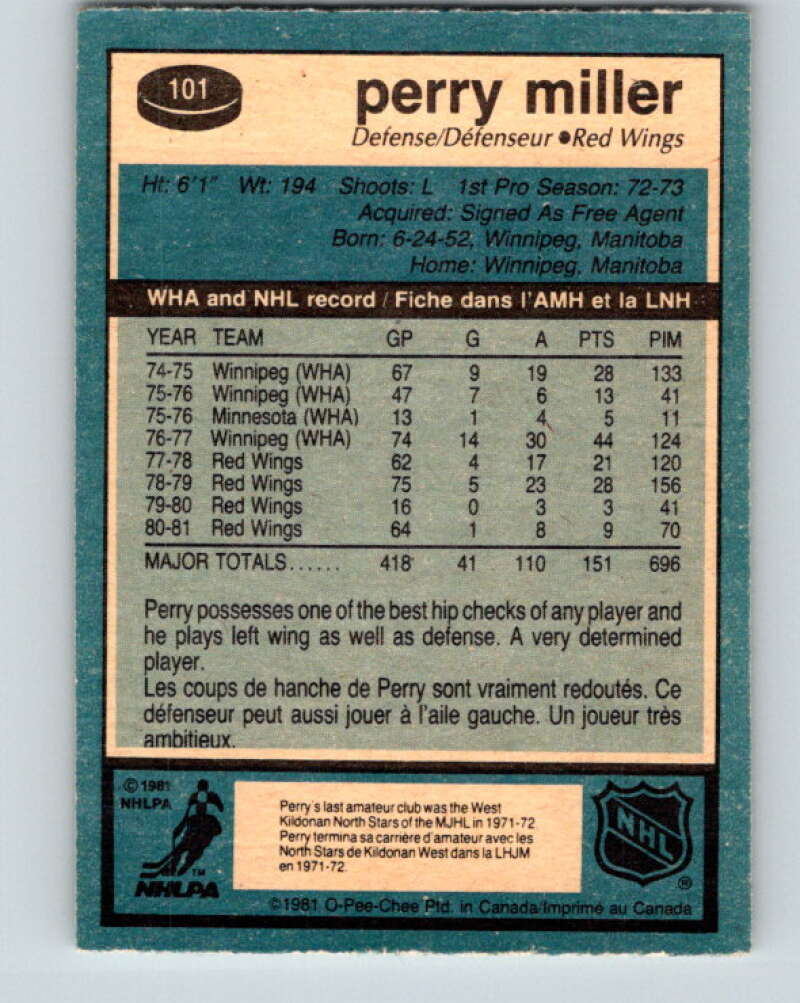 101
perry miller
Defense/Défenseur ●Red Wings
Ht: 6'1" Wt: 194 Shoots: L 1st Pro Season: 72-73
Acquired: Signed As Free Agent
Born: 6-24-52, Winnipeg, Manitoba
Home: Winnipeg, Manitoba
WHA and NHL record / Fiche dans l'AMH et la LNH
YEAR TEAM GP G A PTS PIM
74-75 Winnipeg (WHA) 67 9 19 28 133
75-76 Winnipeg (WHA) 47 7 6 13 41
75-76 Minnesota (WHA) 13 1 4 5 11
76-77 Winnipeg (WHA) 74 14 30 44 124
77-78 Red Wings 62 4 17 21 120
78-79 Red Wings 75 5 23 28 156
79-80 Red Wings 16 0 3 3 41
80-81 Red Wings 64 1 8 9 70
MAJOR TOTALS...... 418 41 110 151 696
Perry possesses one of the best hip checks of any player and
he plays left wing as well as defense. A very determined
player.
Les coups de hanche de Perry sont vraiment redoutés. Ce
défenseur peut aussi jouer à l'aile gauche. Un joueur très
ambitieux.
© 1981
NHLPA
TM
NHLPA
Perry's last amateur club was the West
Kildonan North Stars of the MJHL in 1971-72
Perry termina sa carrière d'amateur avec les
North Stars de Kildonan West dans la LHJM
en 1971-72.
NHL
®
©1981 O-Pee-Chee Ptd. in Canada/Imprimé au Canada